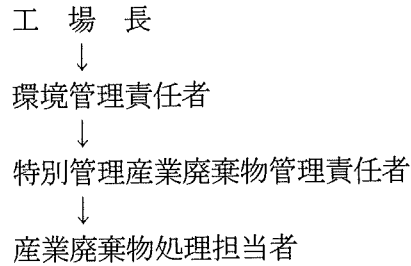 工 場 長
↓
環境管理責任者
↓
特別管理産業廃棄物管理責任者
↓
産業廃棄物処理担当者